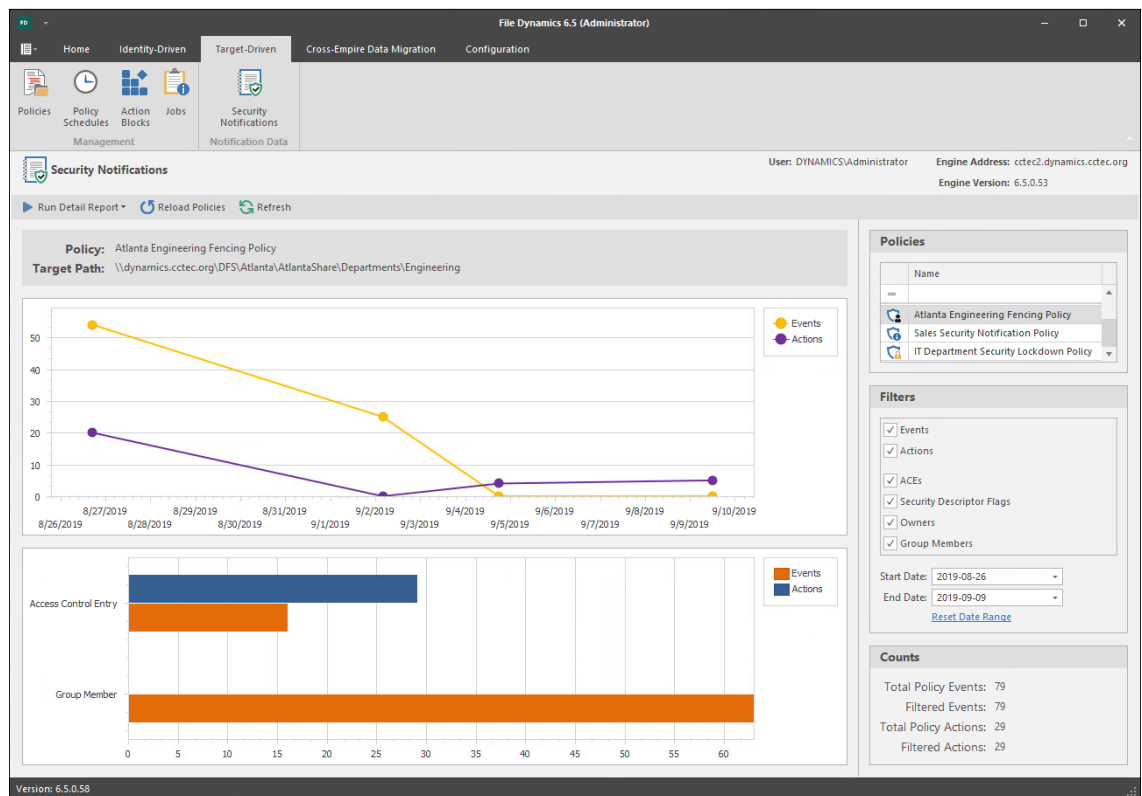 FD
File Dynamics 6.5 (Administrator)
Home Identity-Driven Target-Driven Cross-Empire Data Migration Configuration
Policies Policy Schedules Action Blocks Jobs Security Notifications
Management Notification Data
Security Notifications
User: DYNAMICS\Administrator Engine Address: cctec2.dynamics.cctec.org
Engine Version: 6.5.0.53
Run Detail Report Reload Policies Refresh
Policy: Atlanta Engineering Fencing Policy
Target Path: \\dynamics.cctec.org\DFS\Atlanta\AtlantaShare\Departments\Engineering
50
40
30
20
10
0
8/27/2019 8/29/2019 8/31/2019 9/2/2019 9/4/2019 9/6/2019 9/8/2019 9/10/2019
8/26/2019 8/28/2019 8/30/2019 9/1/2019 9/3/2019 9/5/2019 9/7/2019 9/9/2019
Events
Actions
Access Control Entry
Group Member
0 5 10 15 20 25 30 35 40 45 50 55 60
Events
Actions
Policies
Name
Atlanta Engineering Fencing Policy
Sales Security Notification Policy
IT Department Security Lockdown Policy
Filters
Events
Actions
ACEs
Security Descriptor Flags
Owners
Group Members
Start Date: 2019-08-26
End Date: 2019-09-09
Reset Date Range
Counts
Total Policy Events: 79
Filtered Events: 79
Total Policy Actions: 29
Filtered Actions: 29
Version: 6.5.0.58